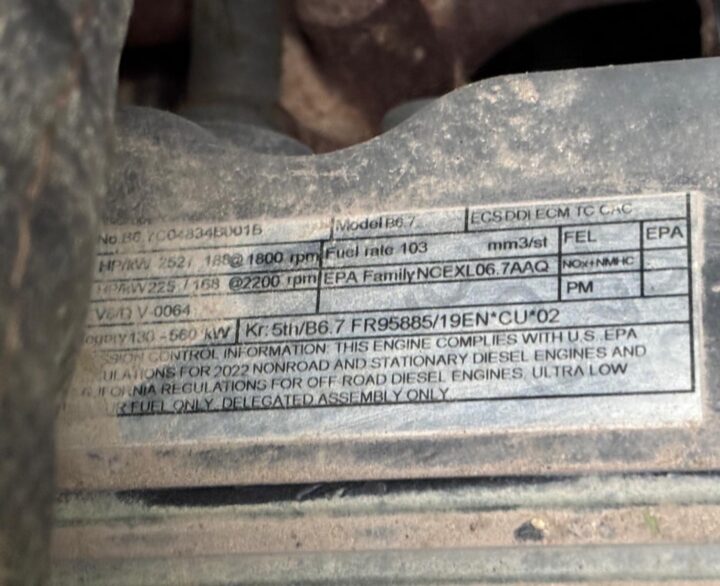 No.B6.7C04834B001B Model B6.7 ECS DDI ECM TC CAC
HP/kW 252 / 188@ 1800 rpm Fuel rate 103 mm3/st FEL EPA
HP/kW 225 / 168 @2200 rpm EPA Family NCEXL06.7AAQ NOx+NMHC
V-0064 PM
130 - 560 kW Kr: 5th/B6.7 FR95885/19EN*CU*02
CONTROL INFORMATION: THIS ENGINE COMPLIES WITH U.S. EPA
ULATIONS FOR 2022 NONROAD AND STATIONARY DIESEL ENGINES AND
IFORNIA REGULATIONS FOR OFF-ROAD DIESEL ENGINES. ULTRA LOW
FUEL ONLY. DELEGATED ASSEMBLY ONLY.